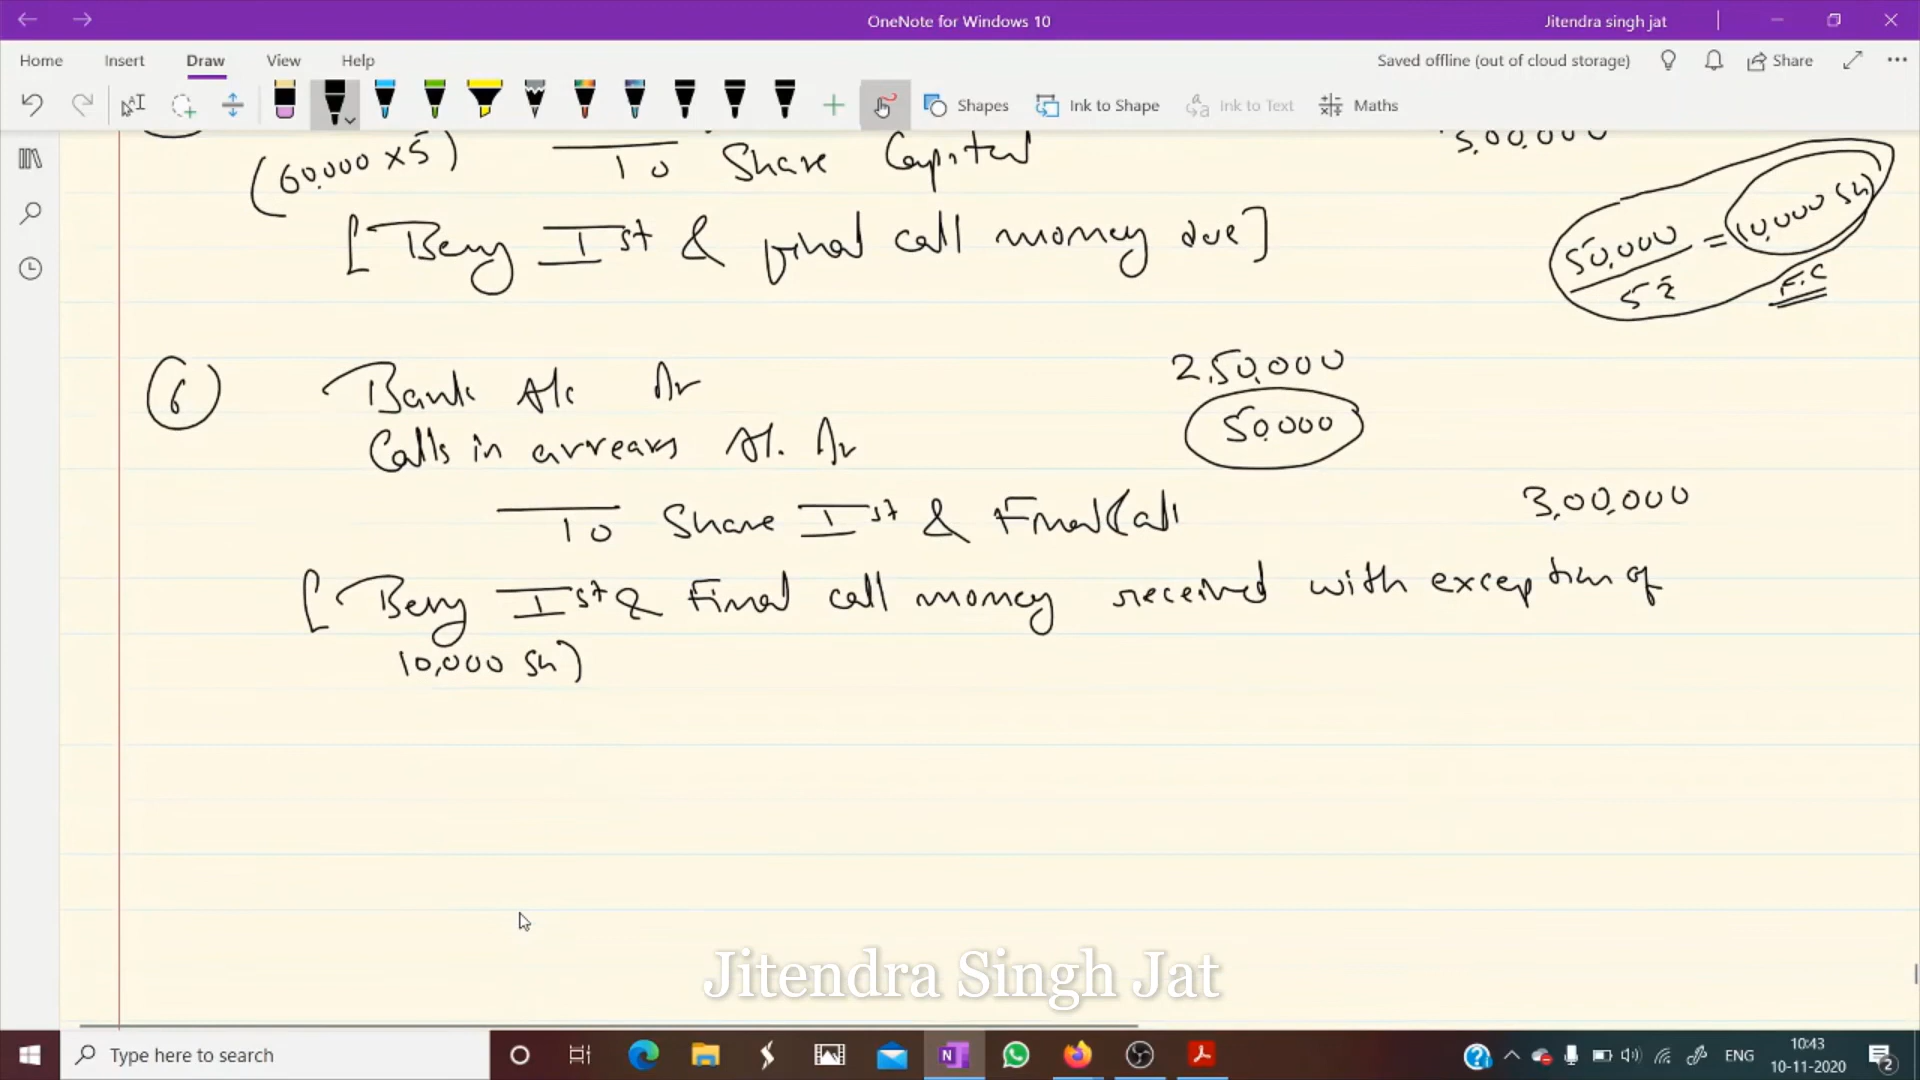 OneNote for Windows 10
Jitendra singh jat
Home Insert Draw View Help
Saved offline (out of cloud storage) Share
Shapes Ink to Shape Ink to Text Maths
3,00,000
(60,000 x 5) To Share Capital
[Being Ist & final call money due]
50,000 / 5 = 10,000 Sh
F.C
6 Bank A/c Dr 2,50,000
Calls in arrears A/. Dr 50,000
To Share Ist & Final Call 3,00,000
[Being Ist & Final call money received with exception of
10,000 Sh)
Jitendra Singh Jat
Type here to search
ENG
10:43
10-11-2020
2